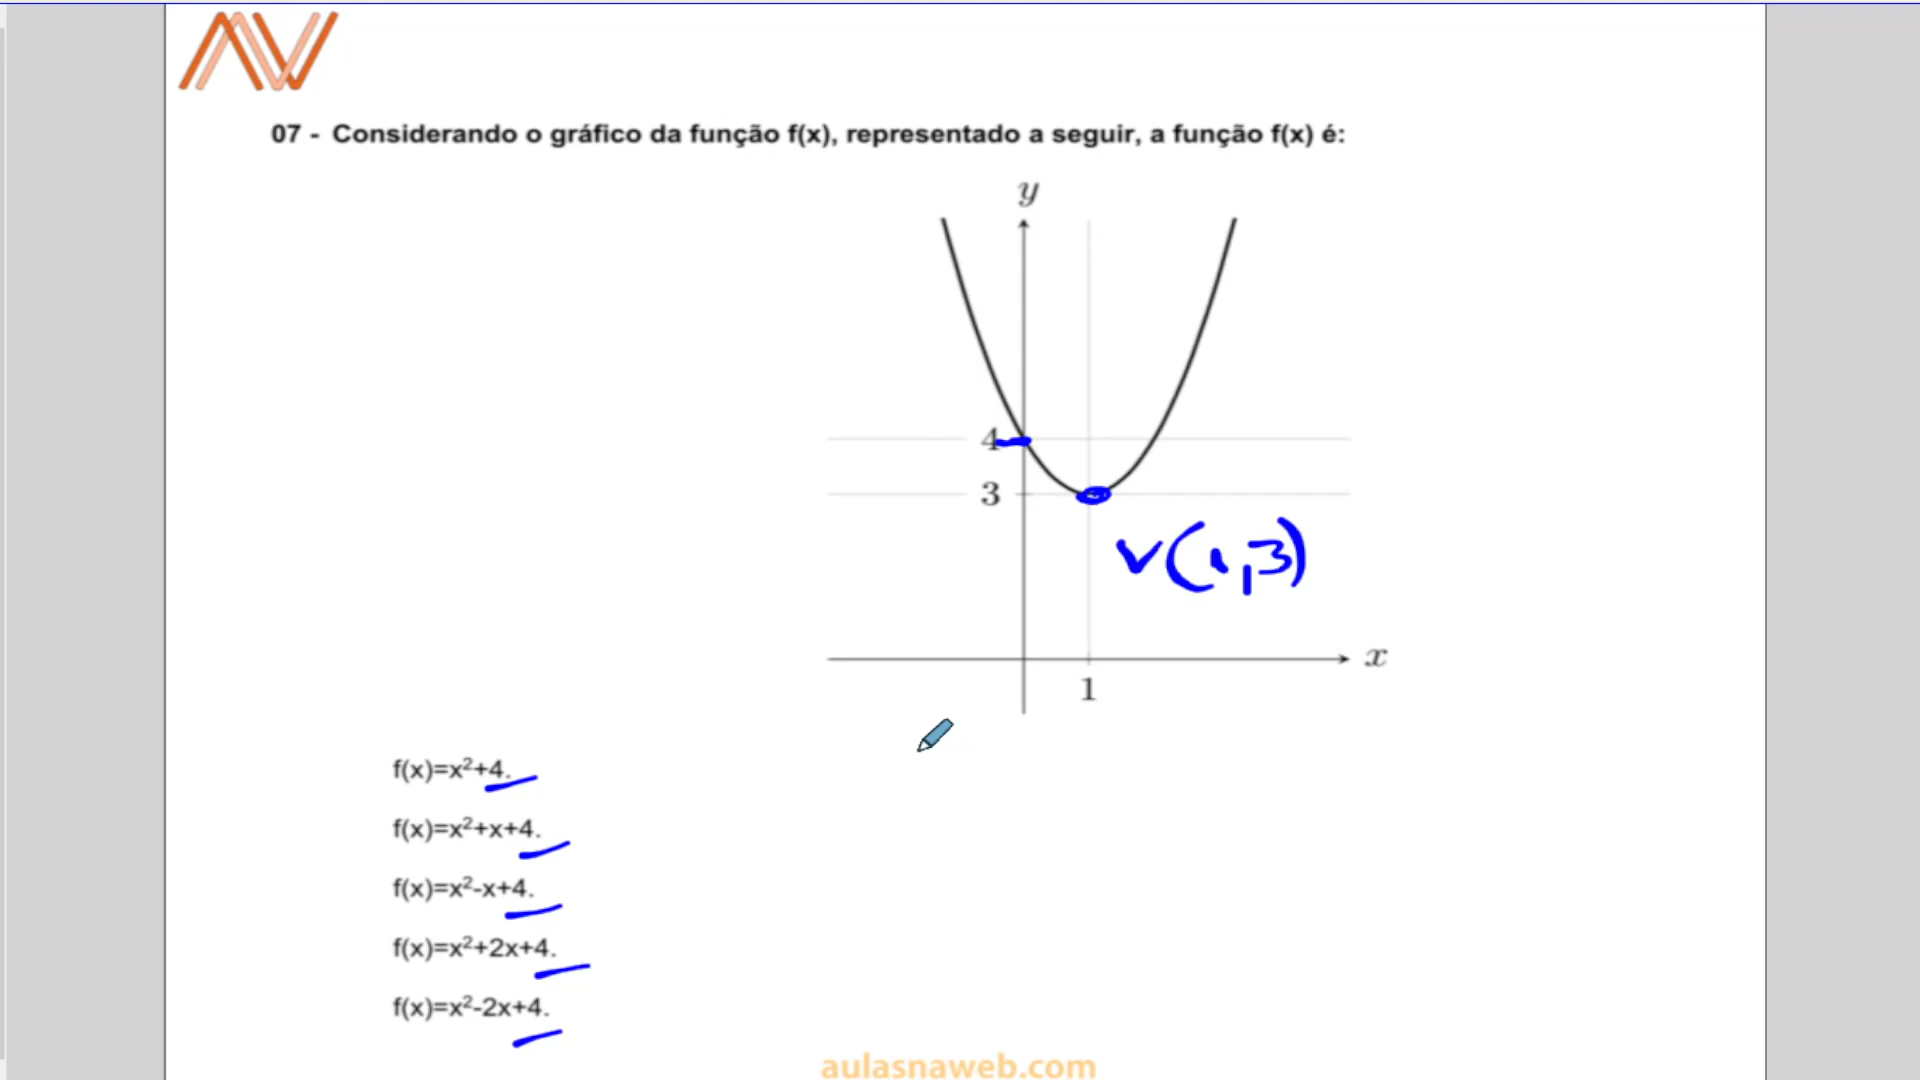 07 - Considerando o gráfico da função f(x), representado a seguir, a função f(x) é:
y
4
3
v(1,3)
x
1
f(x)=x²+4.
f(x)=x²+x+4.
f(x)=x²-x+4.
f(x)=x²+2x+4.
f(x)=x²-2x+4.
aulasnaweb.com